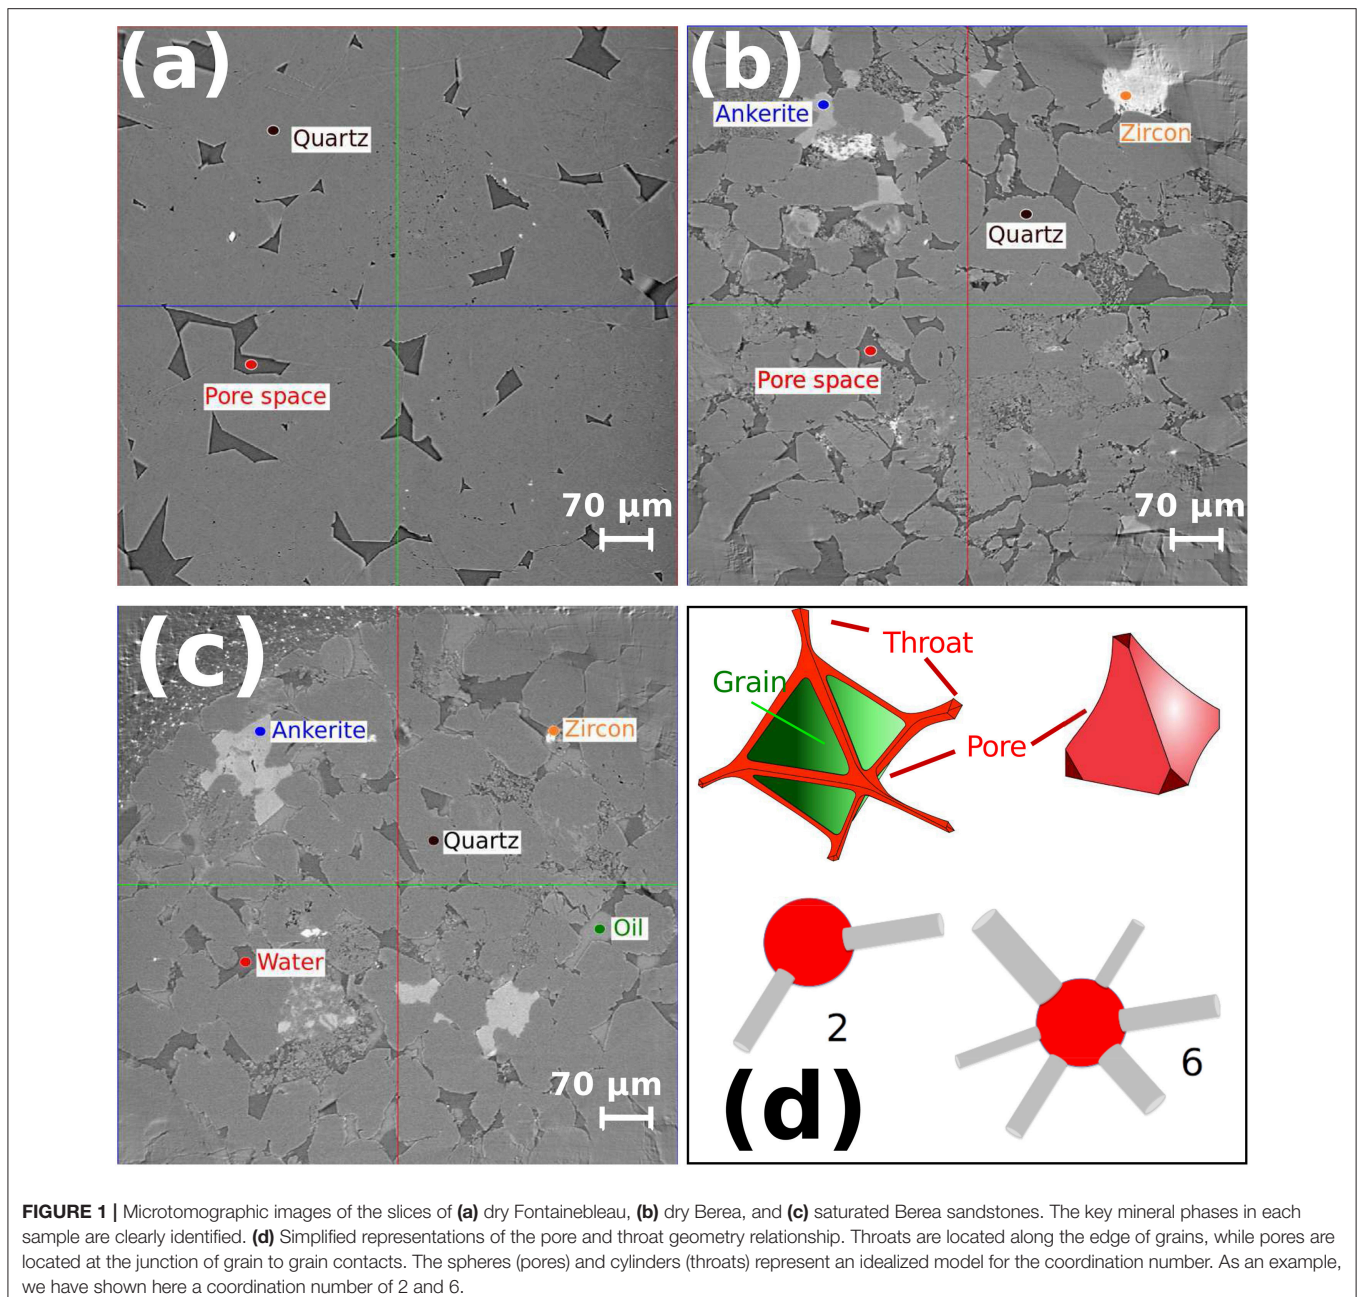 (a)
Quartz
Pore space
70 µm
(b)
Ankerite
Zircon
Quartz
Pore space
70 µm
(c)
Ankerite
Zircon
Quartz
Oil
Water
70 µm
Throat
Grain
Pore
2
6
(d)
FIGURE 1 | Microtomographic images of the slices of (a) dry Fontainebleau, (b) dry Berea, and (c) saturated Berea sandstones. The key mineral phases in each
sample are clearly identified. (d) Simplified representations of the pore and throat geometry relationship. Throats are located along the edge of grains, while pores are
located at the junction of grain to grain contacts. The spheres (pores) and cylinders (throats) represent an idealized model for the coordination number. As an example,
we have shown here a coordination number of 2 and 6.